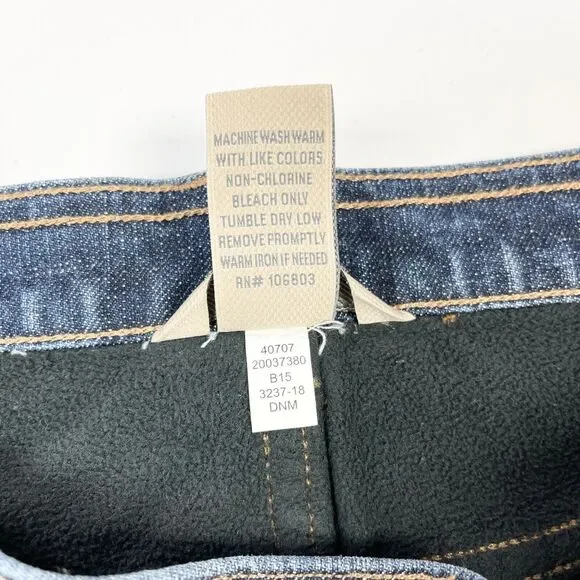 MACHINE WASH WARM
WITH LIKE COLORS
NON-CHLORINE
BLEACH ONLY
TUMBLE DRY LOW
REMOVE PROMPTLY
WARM IRON IF NEEDED
RN# 106803
40707
20037380
B15
3237-18
DNM